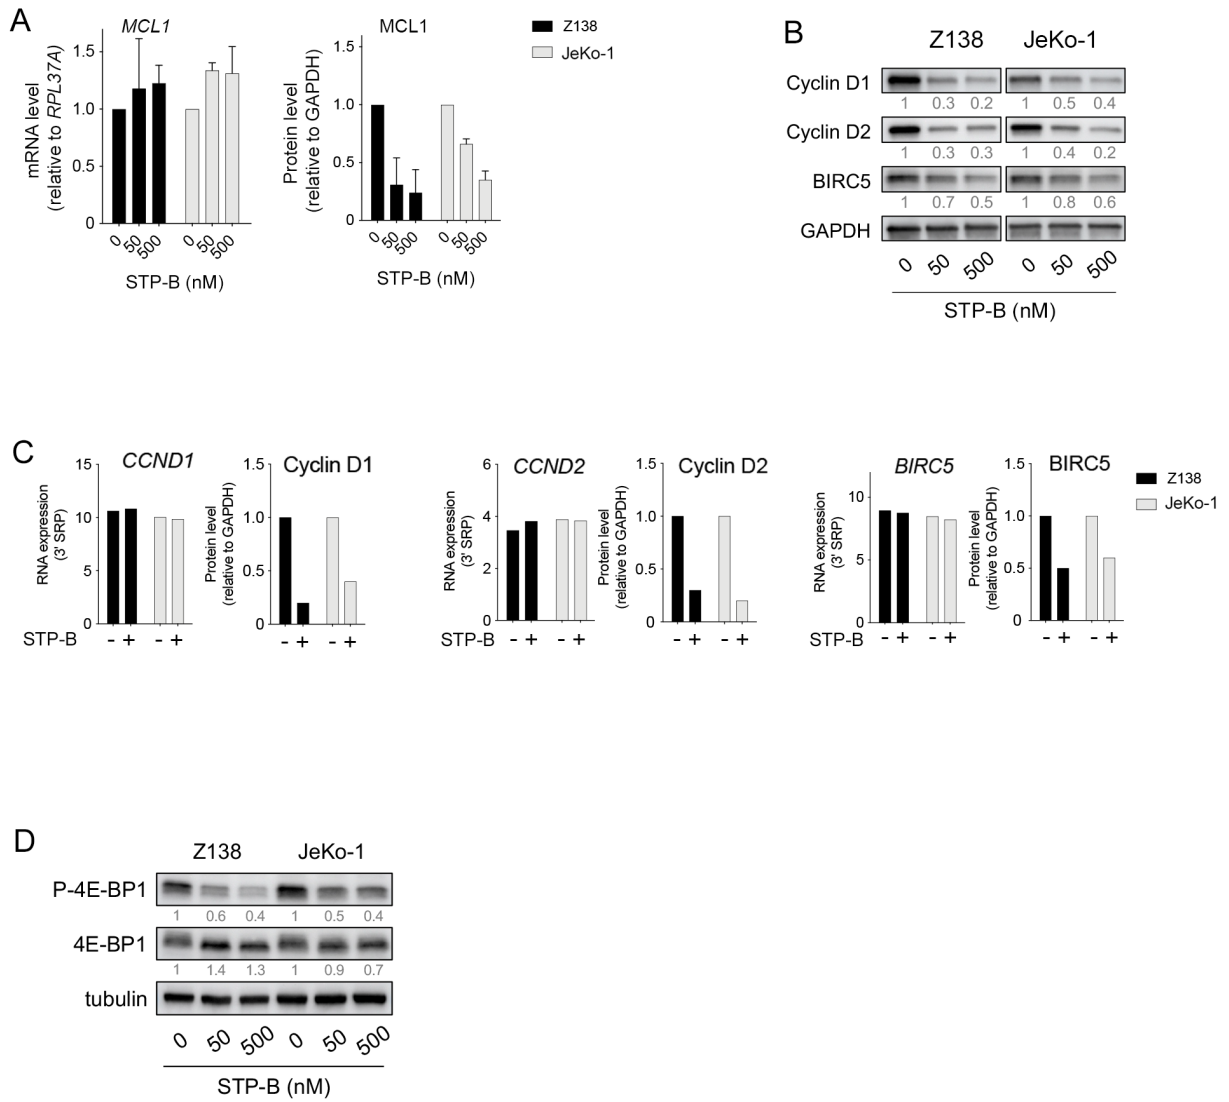 A
MCL1
mRNA level
(relative to RPL37A)
1.5
1.0
0.5
0
0 50 500 0 50 500
STP-B (nM)
MCL1
Protein level
(relative to GAPDH)
1.5
1.0
0.5
0
0 50 500 0 50 500
STP-B (nM)
Z138
JeKo-1
B
Z138 JeKo-1
Cyclin D1
1 0.3 0.2 1 0.5 0.4
Cyclin D2
1 0.3 0.3 1 0.4 0.2
BIRC5
1 0.7 0.5 1 0.8 0.6
GAPDH
0 50 500 0 50 500
STP-B (nM)
C
CCND1
RNA expression
(3' SRP)
15
10
5
0
STP-B - + - +
Cyclin D1
Protein level
(relative to GAPDH)
1.5
1.0
0.5
0
- + - +
CCND2
RNA expression
(3' SRP)
6
4
2
0
STP-B - + - +
Cyclin D2
Protein level
(relative to GAPDH)
1.5
1.0
0.5
0
- + - +
BIRC5
RNA expression
(3' SRP)
10
5
0
STP-B - + - +
BIRC5
Protein level
(relative to GAPDH)
1.5
1.0
0.5
0
- + - +
Z138
JeKo-1
D
Z138 JeKo-1
P-4E-BP1
1 0.6 0.4 1 0.5 0.4
4E-BP1
1 1.4 1.3 1 0.9 0.7
tubulin
0 50 500 0 50 500
STP-B (nM)